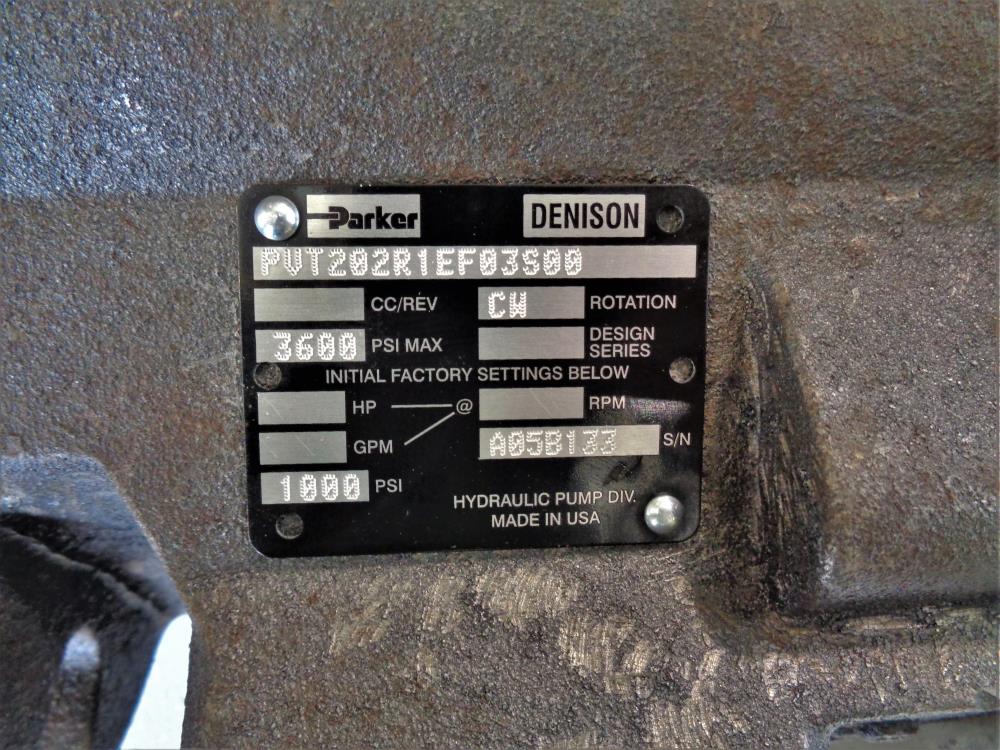 Parker DENISON
PVT202R1EF03S00
CC/REV CW ROTATION
3600 PSI MAX DESIGN SERIES
INITIAL FACTORY SETTINGS BELOW
HP @ RPM
GPM A05B133 S/N
1000 PSI
HYDRAULIC PUMP DIV.
MADE IN USA